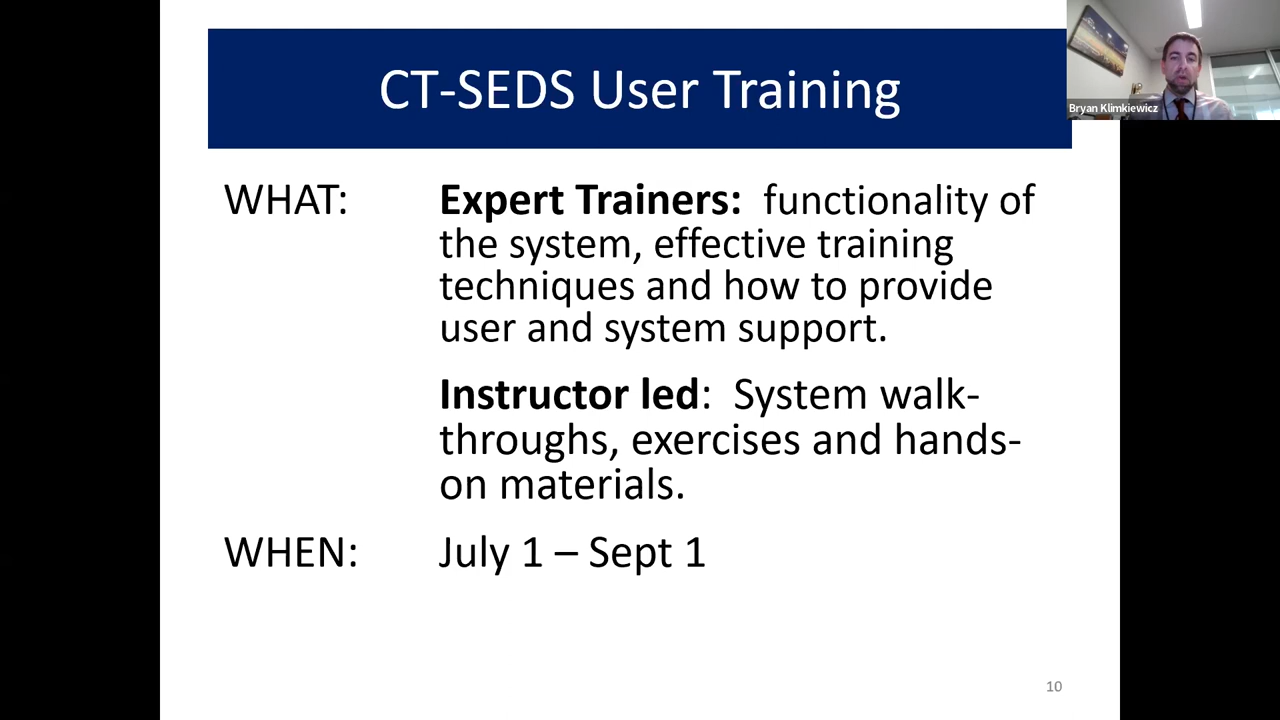 CT-SEDS User Training
Bryan Klimkiewicz
WHAT: Expert Trainers: functionality of
the system, effective training
techniques and how to provide
user and system support.
Instructor led: System walk-
throughs, exercises and hands-
on materials.
WHEN: July 1 – Sept 1
10